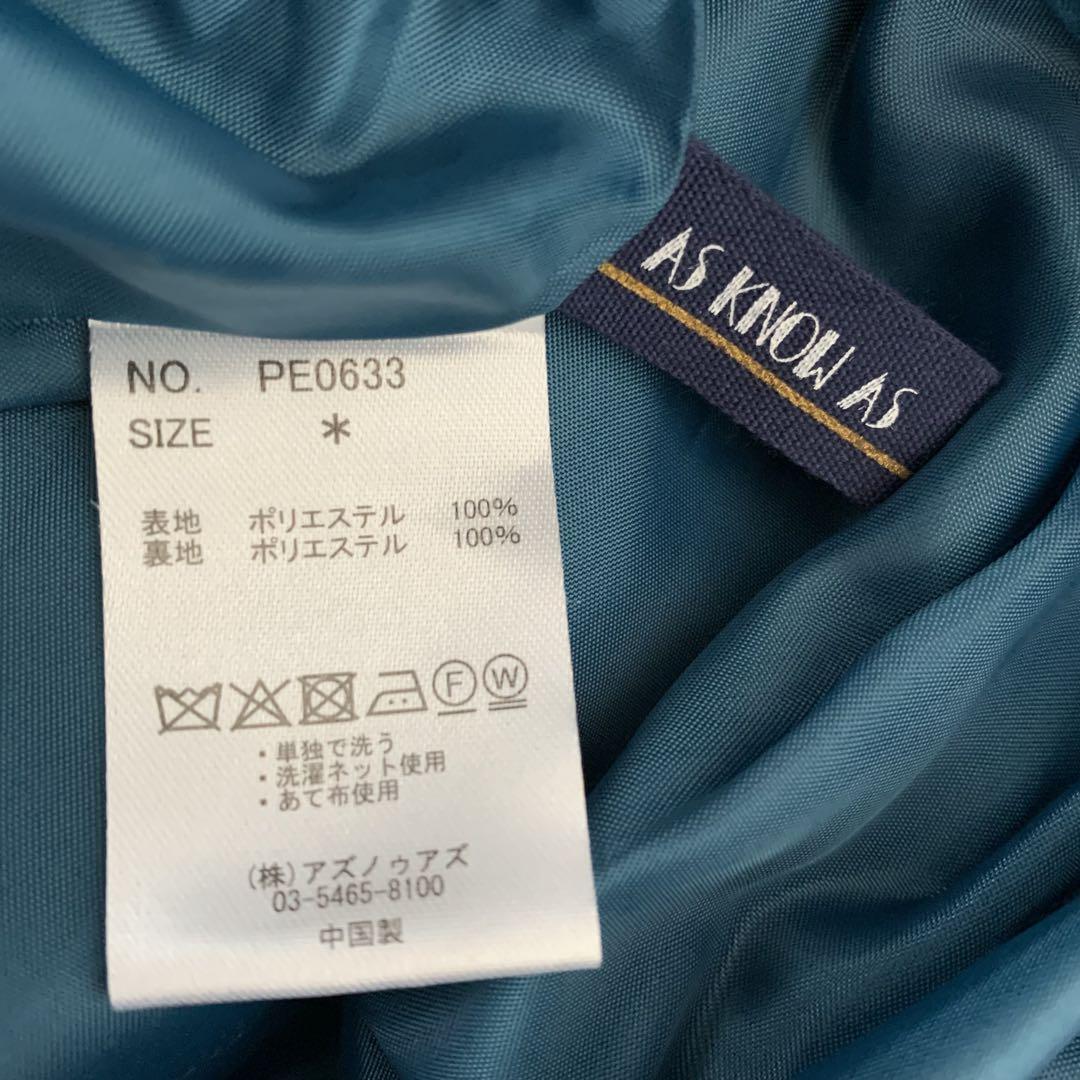 AS KNOW AS
NO. PE0633
SIZE *
表地 ポリエステル 100%
裏地 ポリエステル 100%
F W
・単独で洗う
・洗濯ネット使用
・あて布使用
(株)アズノゥアズ
03-5465-8100
中国製